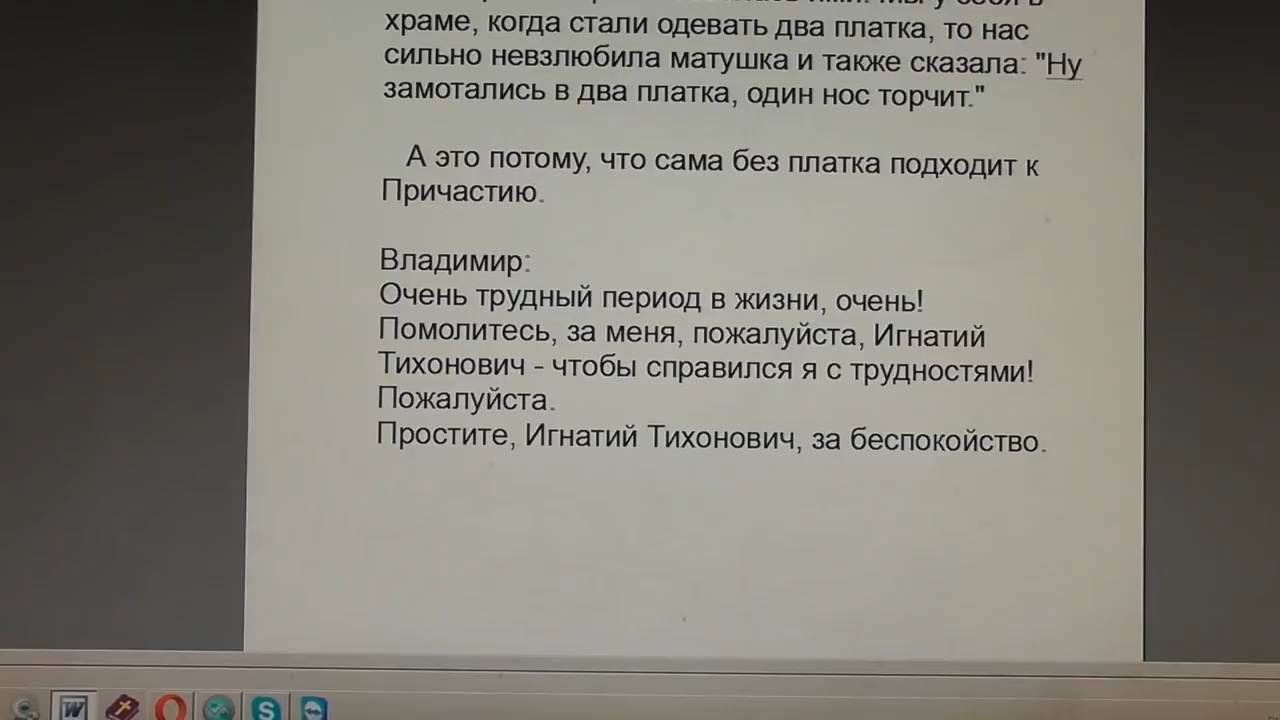 у себя в
храме, когда стали одевать два платка, то нас
сильно невзлюбила матушка и также сказала: "Ну
замотались в два платка, один нос торчит."
А это потому, что сама без платка подходит к
Причастию.
Владимир:
Очень трудный период в жизни, очень!
Помолитесь, за меня, пожалуйста, Игнатий
Тихонович - чтобы справился я с трудностями!
Пожалуйста.
Простите, Игнатий Тихонович, за беспокойство.